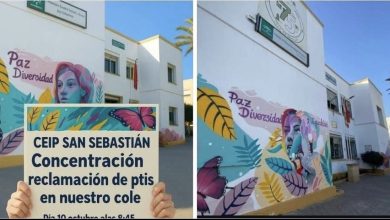 Paz
Diversidad
CEIP SAN SEBASTIÁN
Concentración
reclamación de ptis
en nuestro cole
Día 10 octubre alas 8:45
Paz
Diversidad